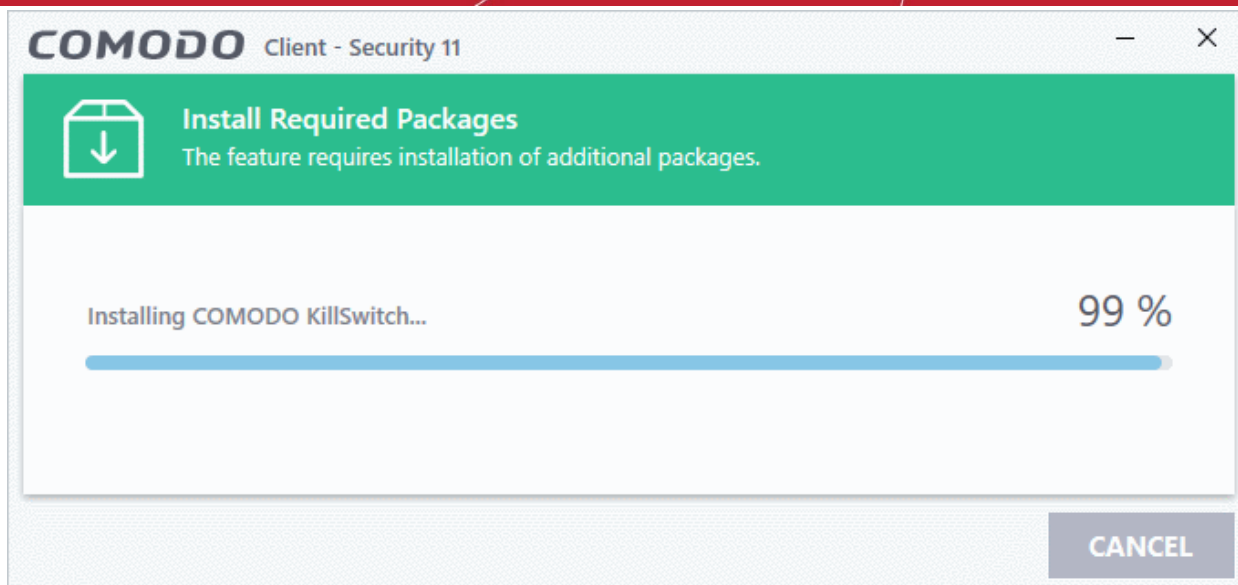 COMODO Client - Security 11
Install Required Packages
The feature requires installation of additional packages.
Installing COMODO KillSwitch... 99 %
CANCEL